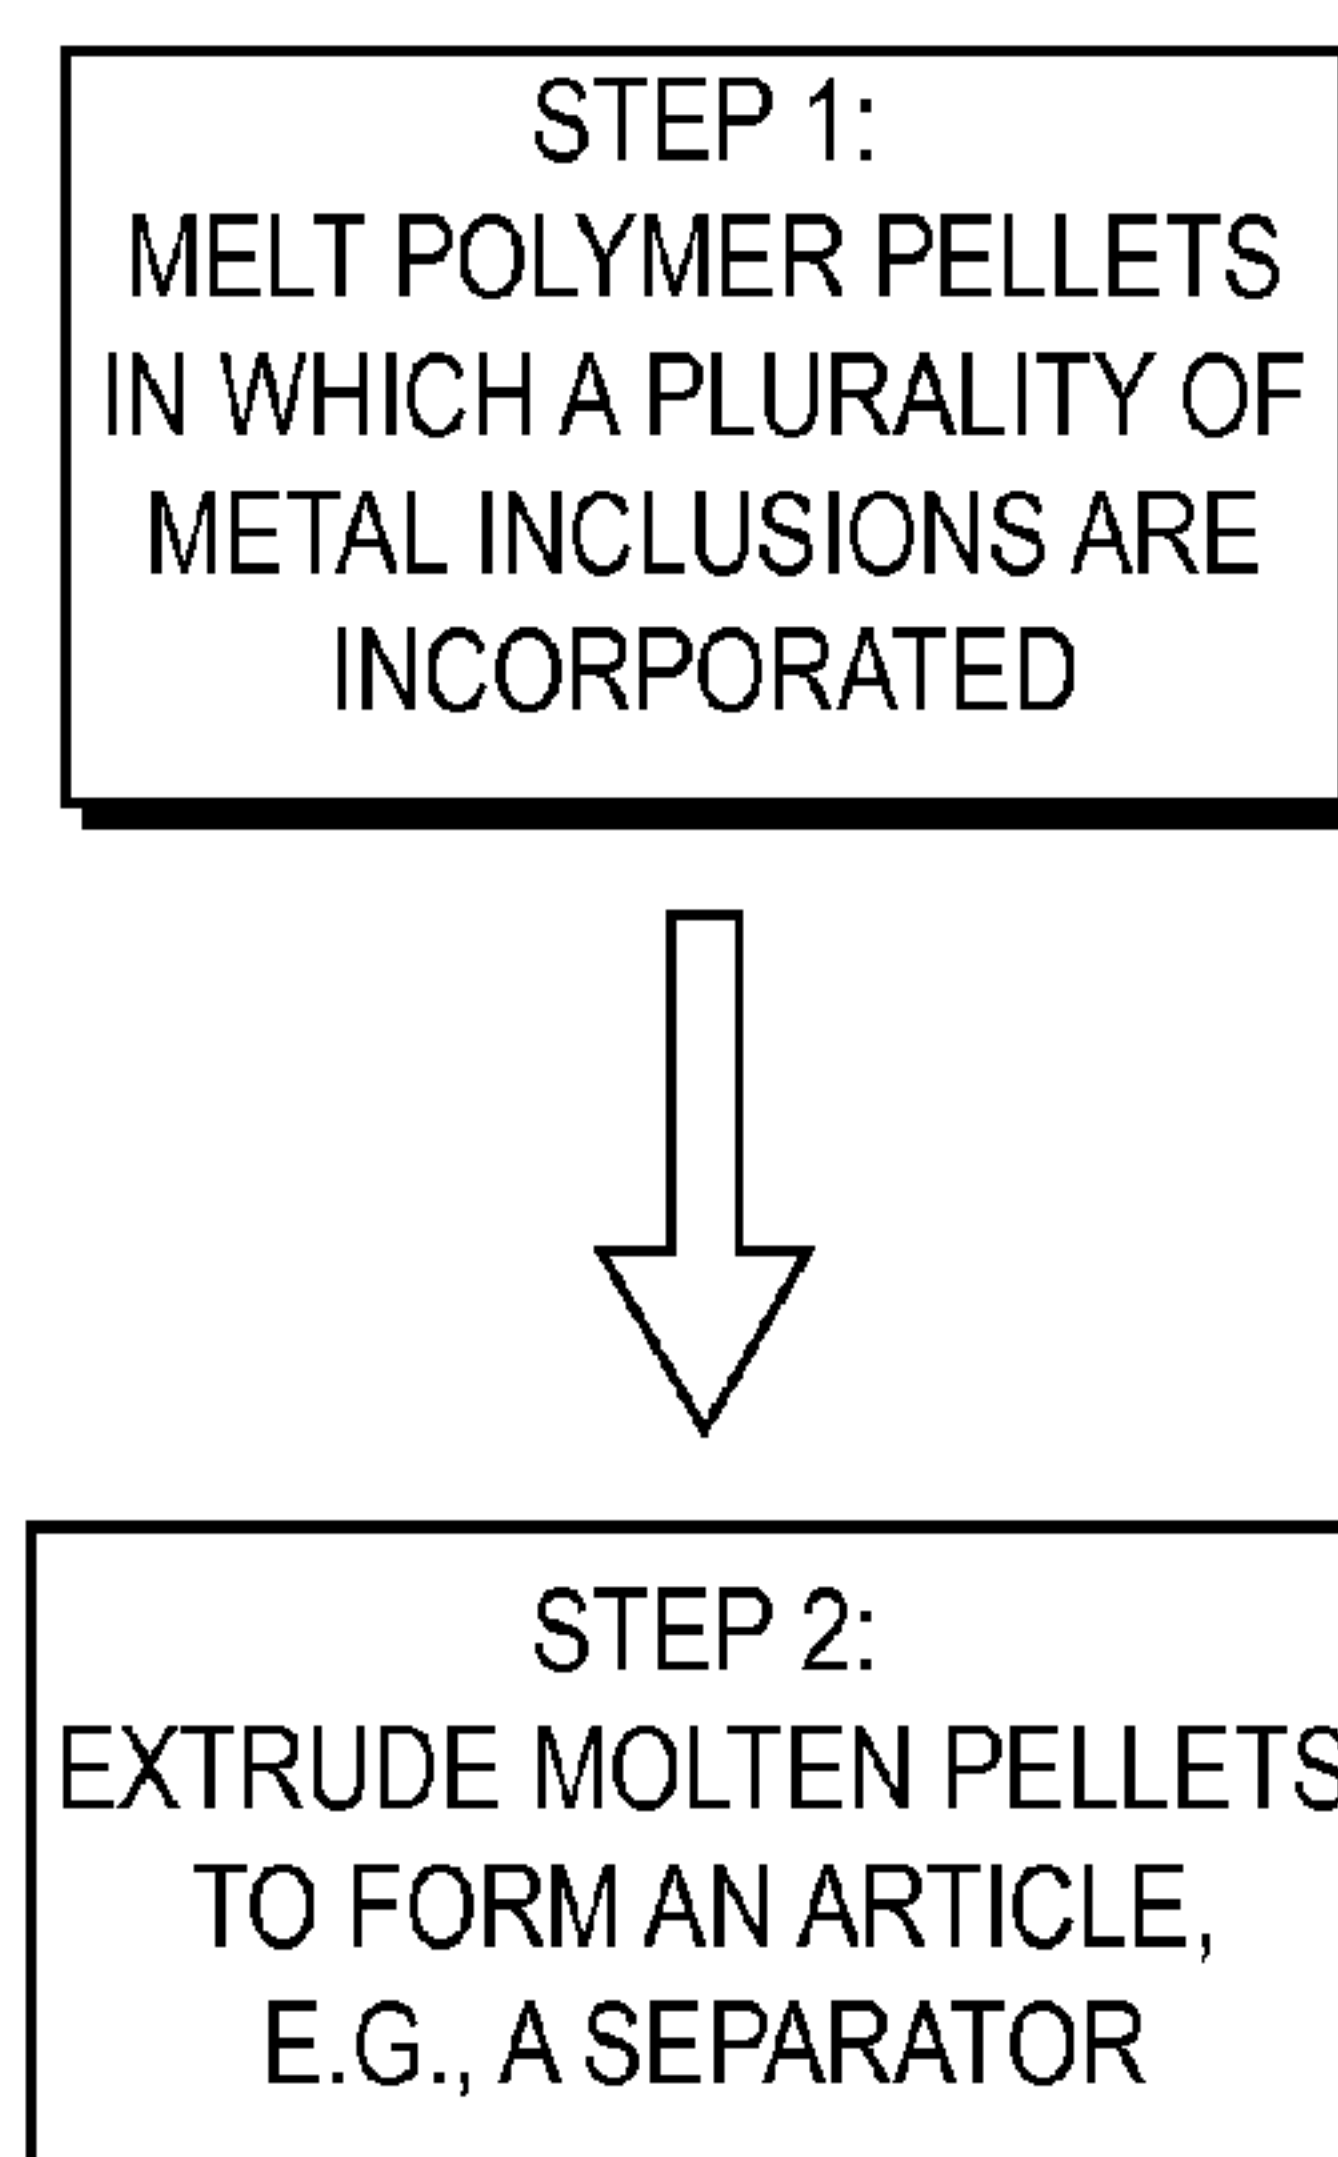 STEP 1:
MELT POLYMER PELLETS
IN WHICH A PLURALITY OF
METAL INCLUSIONS ARE
INCORPORATED
STEP 2:
EXTRUDE MOLTEN PELLETS
TO FORM AN ARTICLE,
E.G., A SEPARATOR